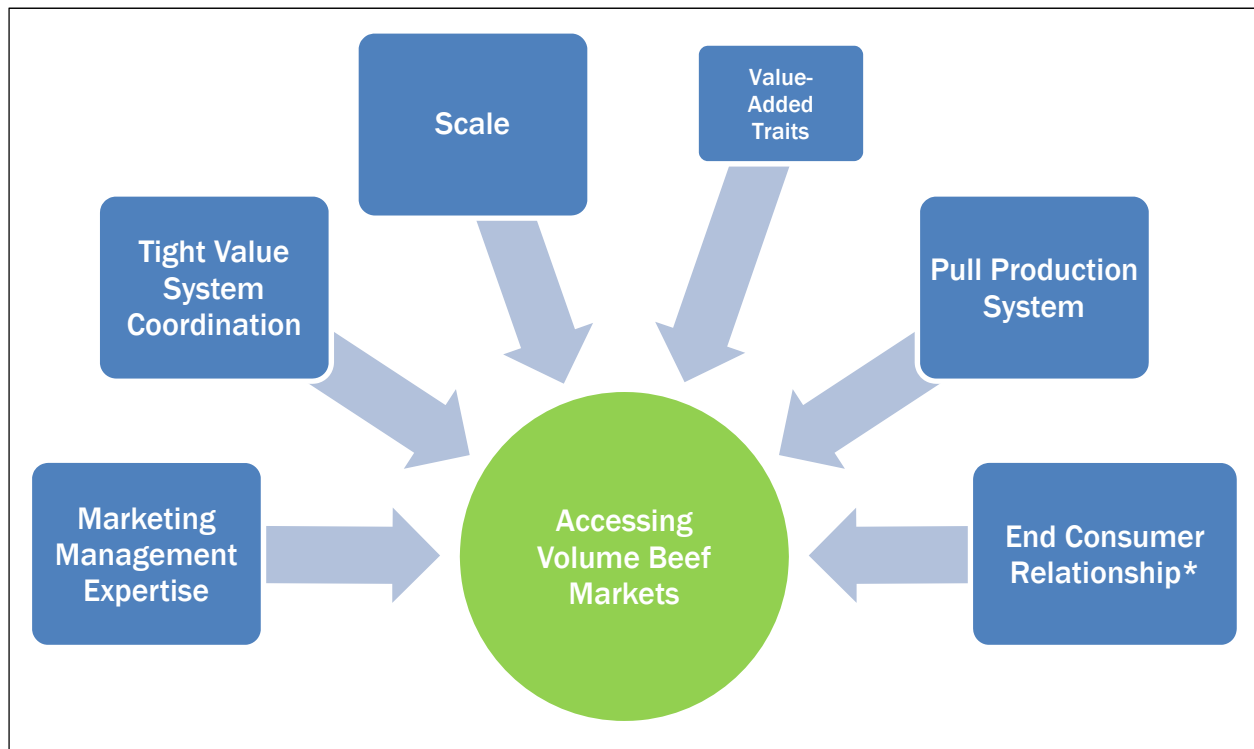 Scale
Value-
Added
Traits
Tight Value
System
Coordination
Pull Production
System
Marketing
Management
Expertise
Accessing
Volume Beef
Markets
End Consumer
Relationship*